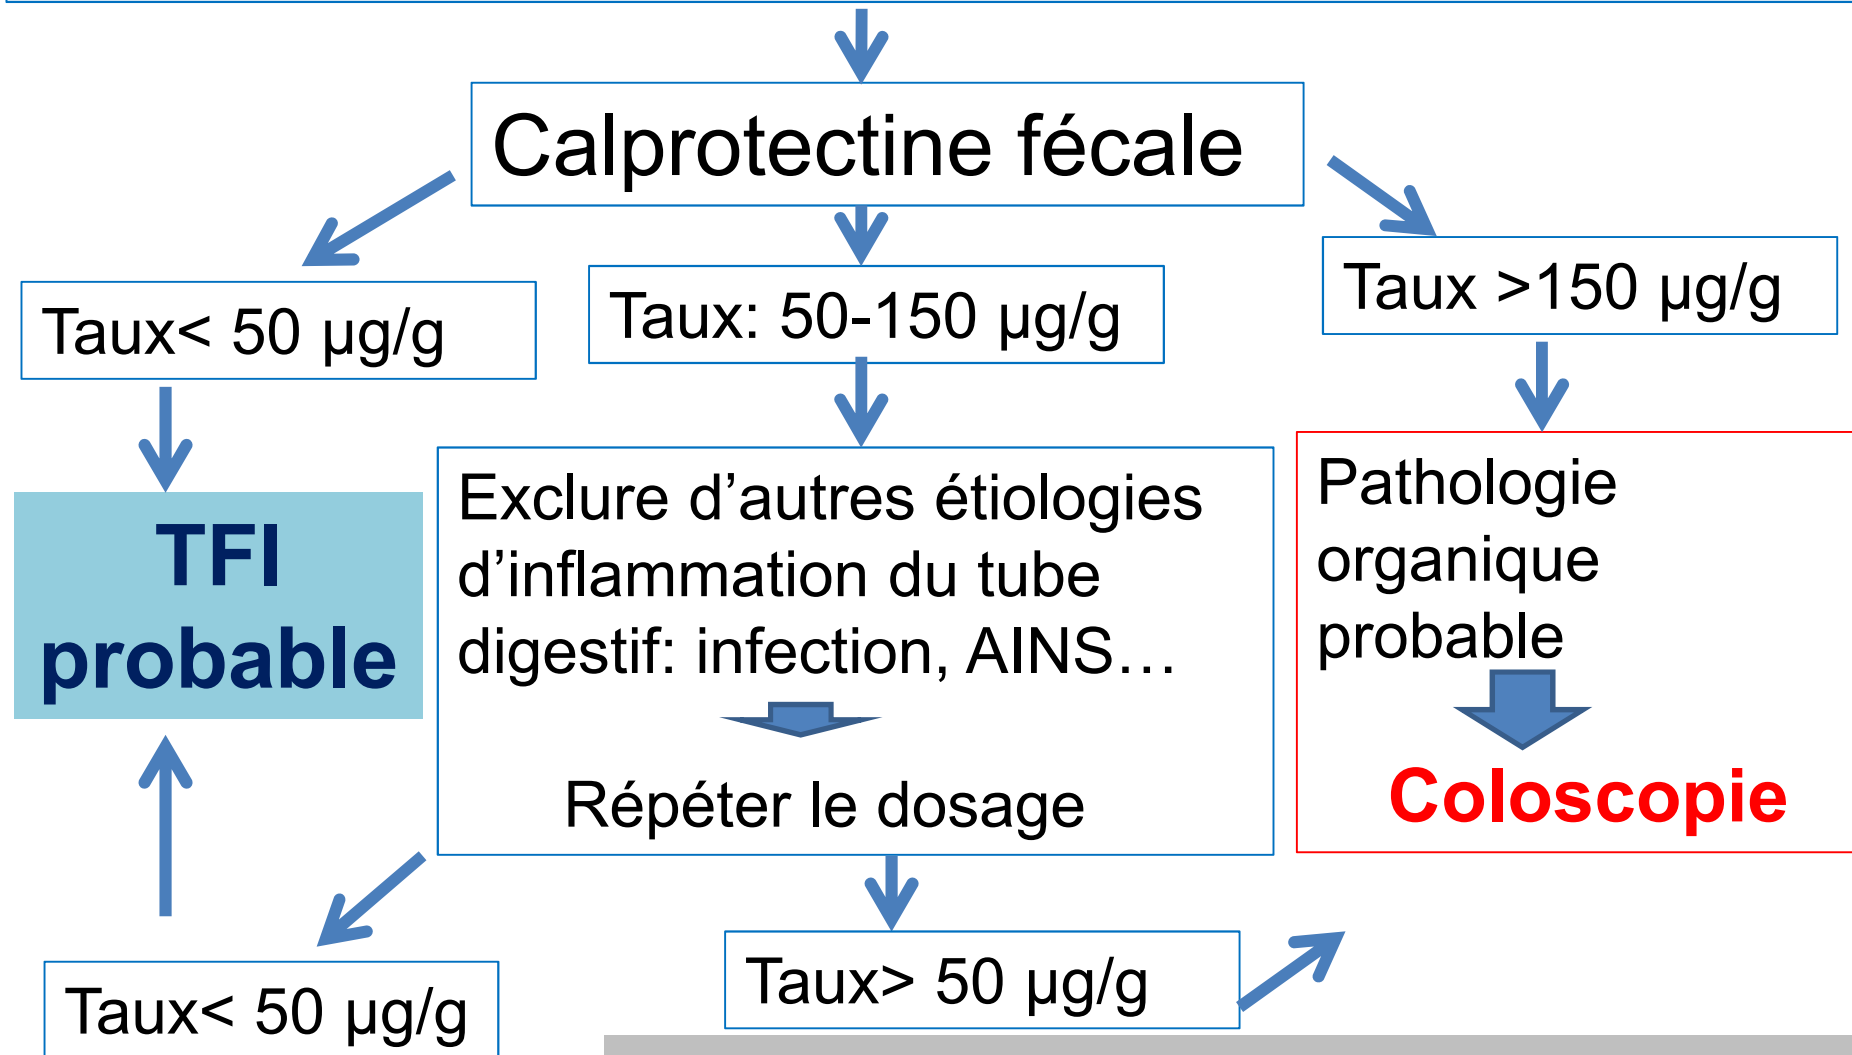 Calprotectine fécale
Taux< 50 µg/g
Taux: 50-150 µg/g
Taux >150 µg/g
TFI
probable
Exclure d’autres étiologies
d’inflammation du tube
digestif: infection, AINS…
Répéter le dosage
Pathologie
organique
probable
Coloscopie
Taux< 50 µg/g
Taux> 50 µg/g